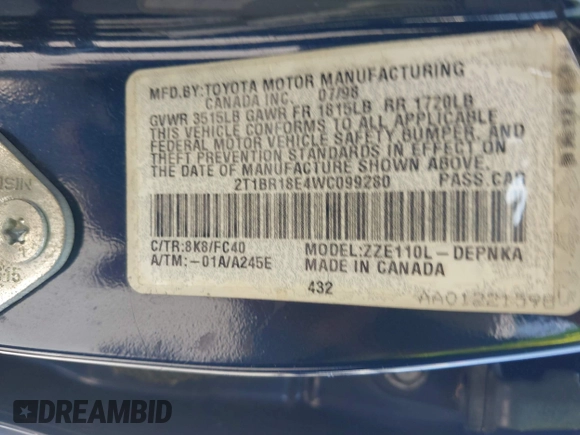 MFD.BY:TOYOTA MOTOR MANUFACTURING
CANADA INC. 07/98
GVWR 3515LB GAWR FR 1815LB RR 1720LB
THIS VEHICLE CONFORMS TO ALL APPLICABLE
FEDERAL MOTOR VEHICLE SAFETY, BUMPER, AND
THEFT PREVENTION STANDARDS IN EFFECT ON
THE DATE OF MANUFACTURE SHOWN ABOVE.
2T1BR18E4WC099280 PASS.CAR
C/TR:8K8/FC40 MODEL:ZZE110L-DEPNKA
A/TM:-01A/A245E MADE IN CANADA
432
AA01221598
DREAMBID